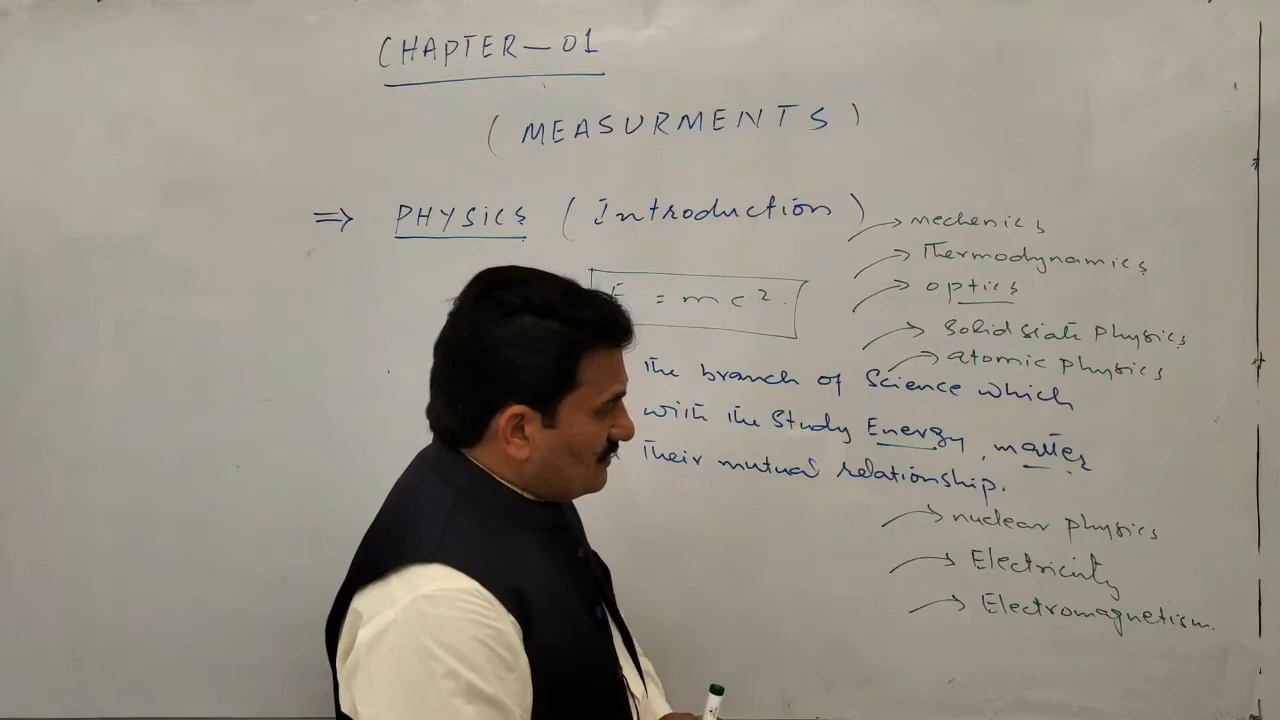 CHAPTER-01
( MEASURMENTS )
⇒ PHYSICS ( Introduction )
→ mechenics
→ Thermodynamics
→ optics
E = mc².
→ Solid state Physics
→ atomic physics
The branch of Science which
with the Study Energy, matter
Their mutual relationship.
→ nuclear physics
→ Electricity
→ Electromagnetism.